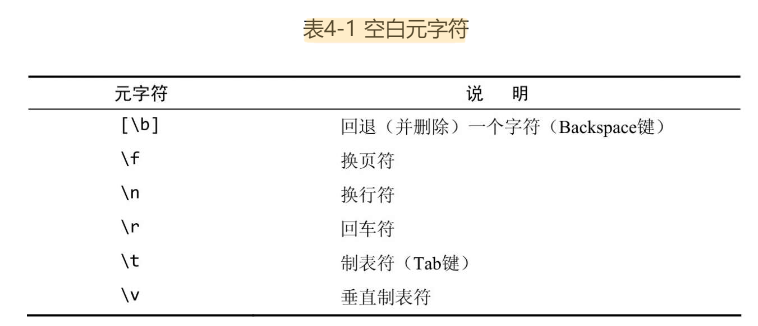 表4-1 空白元字符
元字符 说 明
[\b] 回退（并删除）一个字符（Backspace键）
\f 换页符
\n 换行符
\r 回车符
\t 制表符（Tab键）
\v 垂直制表符